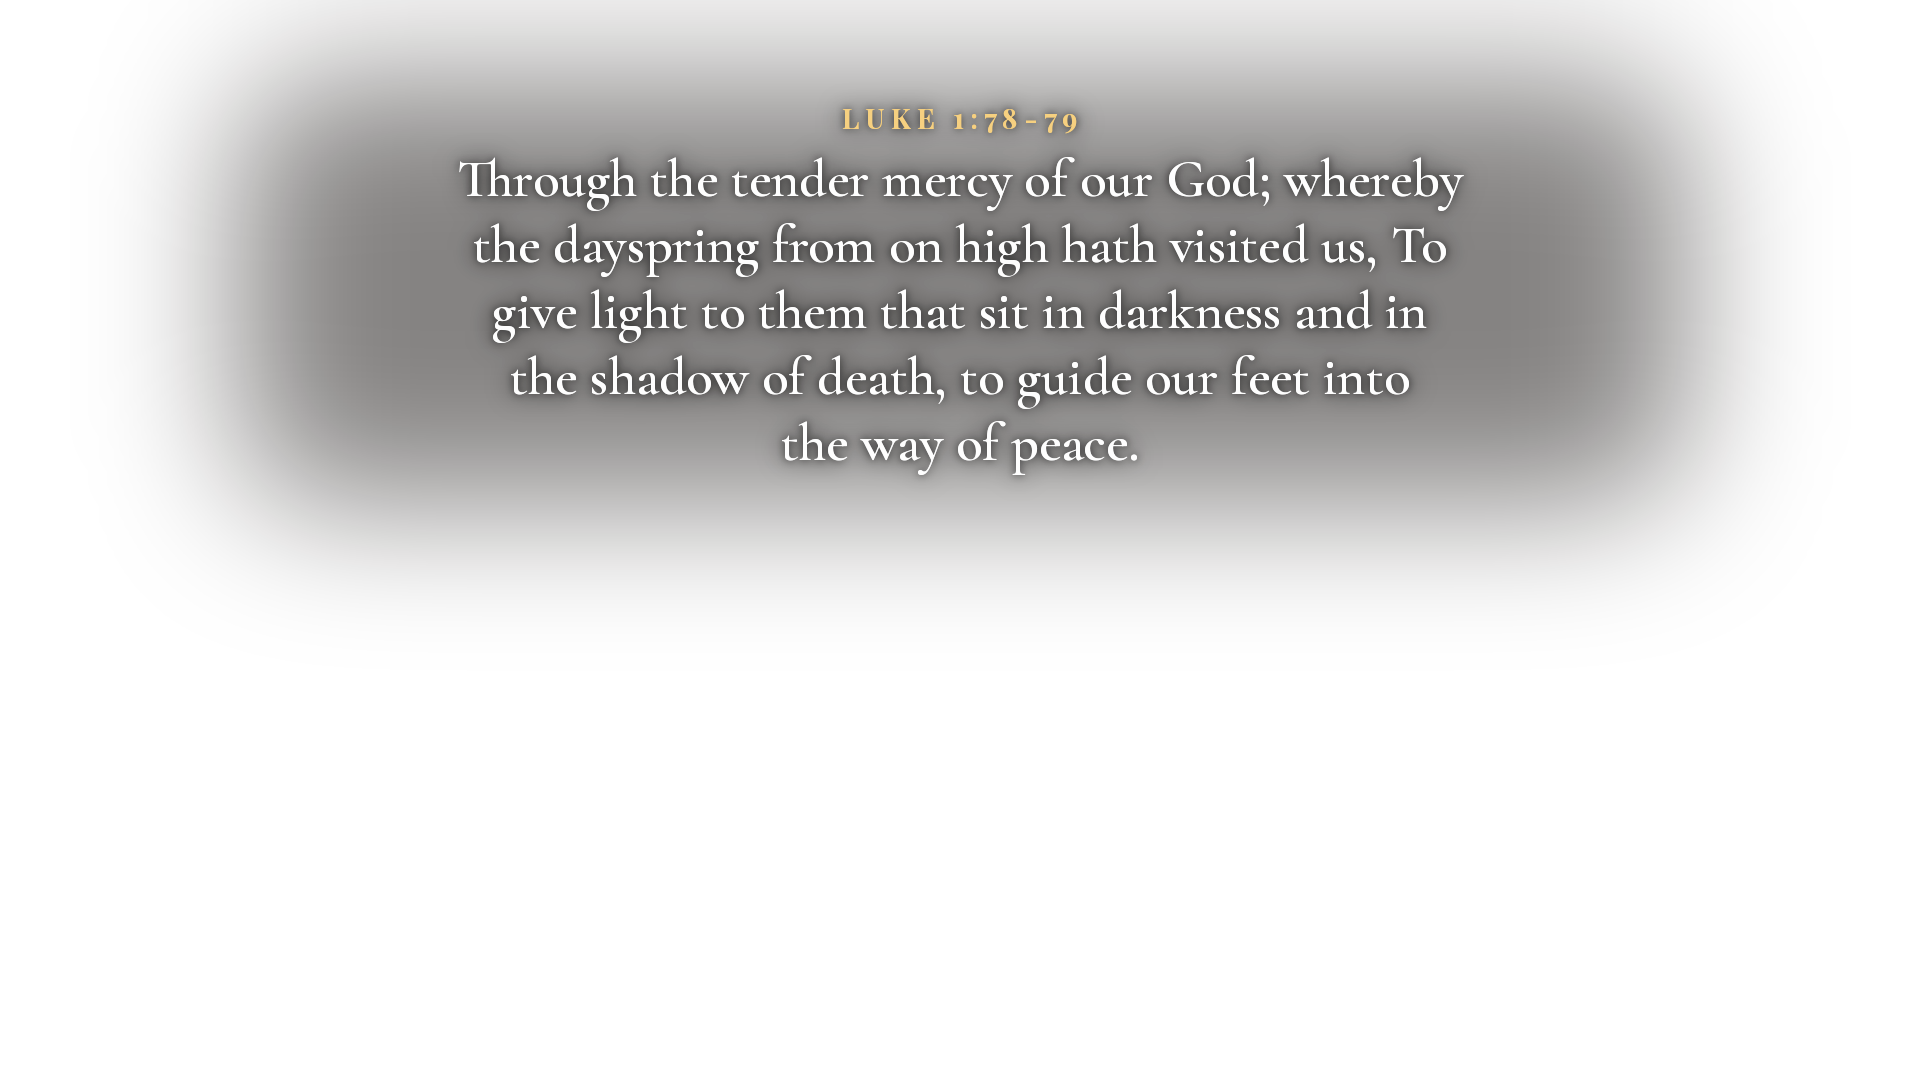 LUKE 1:78-79
Through the tender mercy of our God; whereby
the dayspring from on high hath visited us, To
give light to them that sit in darkness and in
the shadow of death, to guide our feet into
the way of peace.